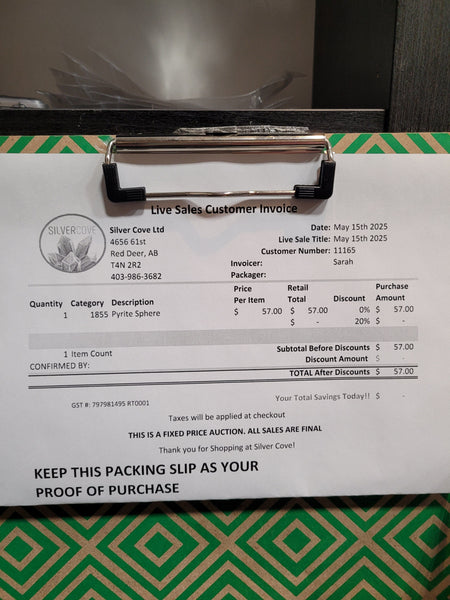 Live Sales Customer Invoice
SILVERCOVE
Silver Cove Ltd
4656 61st
Red Deer, AB
T4N 2R2
403-986-3682
Date: May 15th 2025
Live Sale Title: May 15th 2025
Customer Number: 11165
Invoicer: Sarah
Packager:
Quantity Category Description Price Per Item Retail Total Discount Purchase Amount
1 1855 Pyrite Sphere $ 57.00 $ 57.00 0% $ 57.00
$ - 20% $ -
1 Item Count Subtotal Before Discounts $ 57.00
Discount Amount $ -
CONFIRMED BY:
TOTAL After Discounts $ 57.00
GST #: 797981495 RT0001 Your Total Savings Today!! $ -
Taxes will be applied at checkout
THIS IS A FIXED PRICE AUCTION. ALL SALES ARE FINAL
Thank you for Shopping at Silver Cove!
KEEP THIS PACKING SLIP AS YOUR
PROOF OF PURCHASE